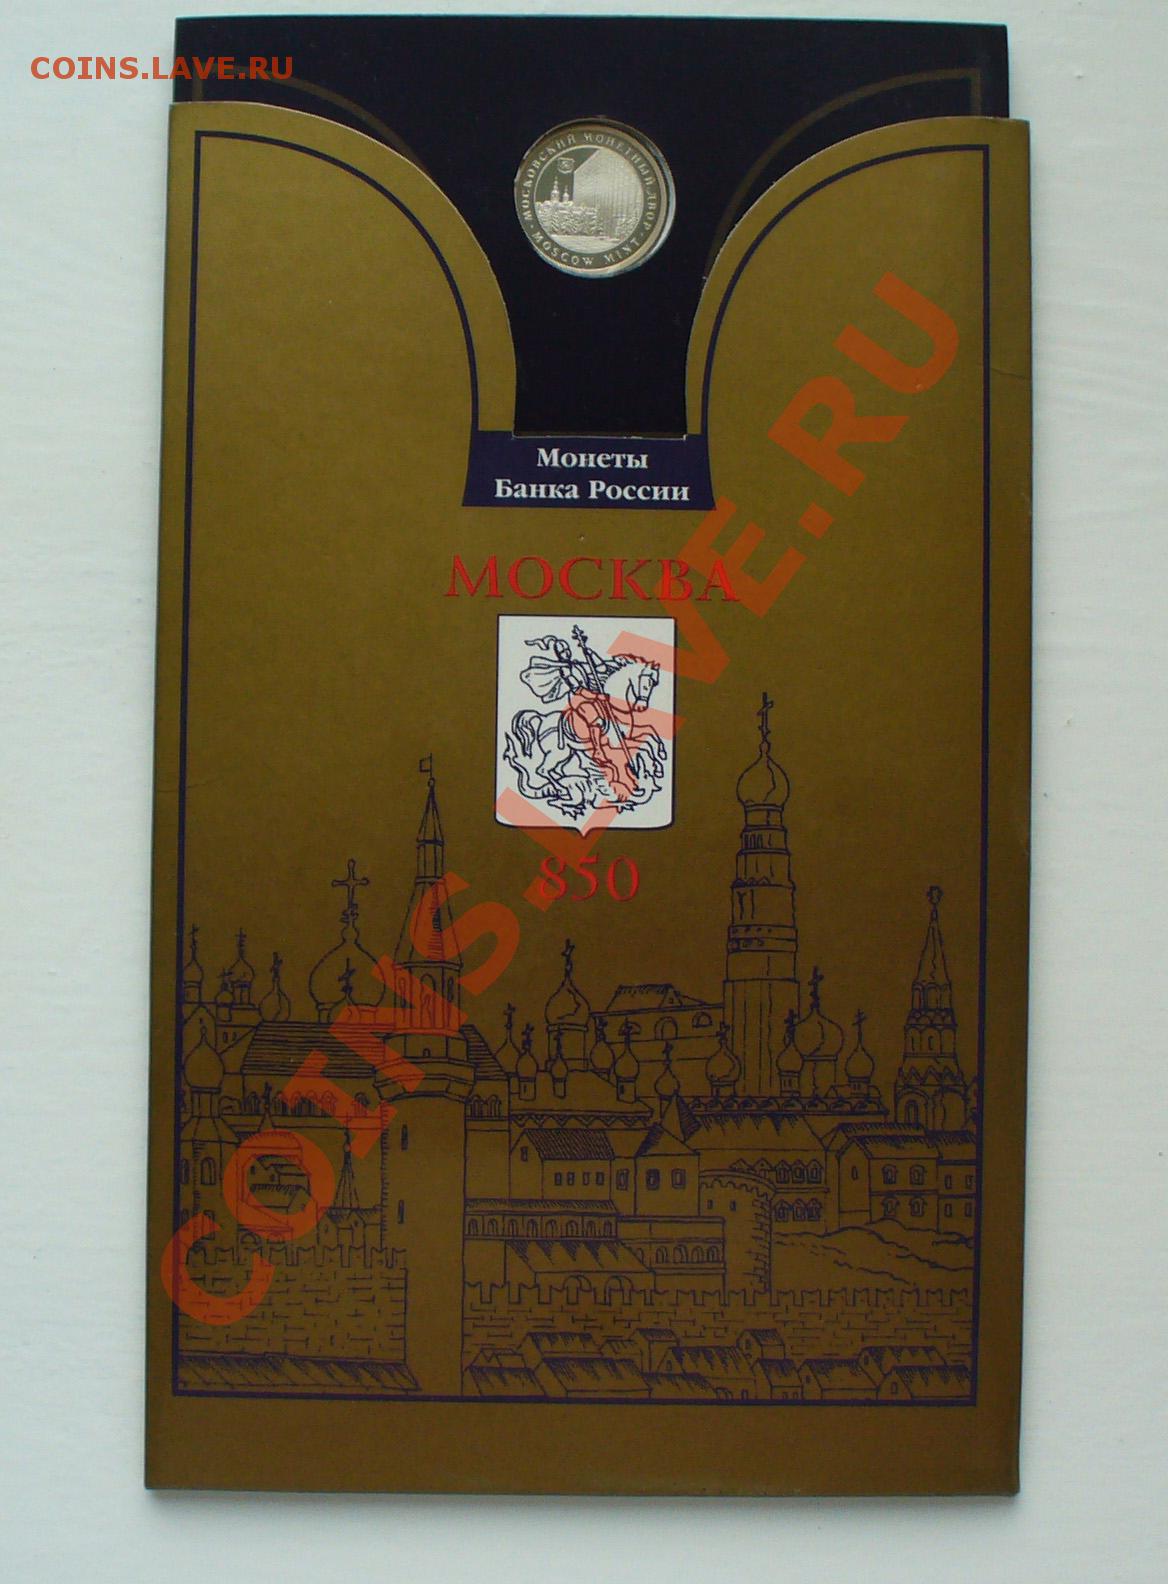 COINS.LAVE.RU
МОСКОВСКИЙ МОНЕТНЫЙ ДВОР
• MOSCOW MINT •
Монеты
Банка России
МОСКВА
850
COINS.LAVE.RU